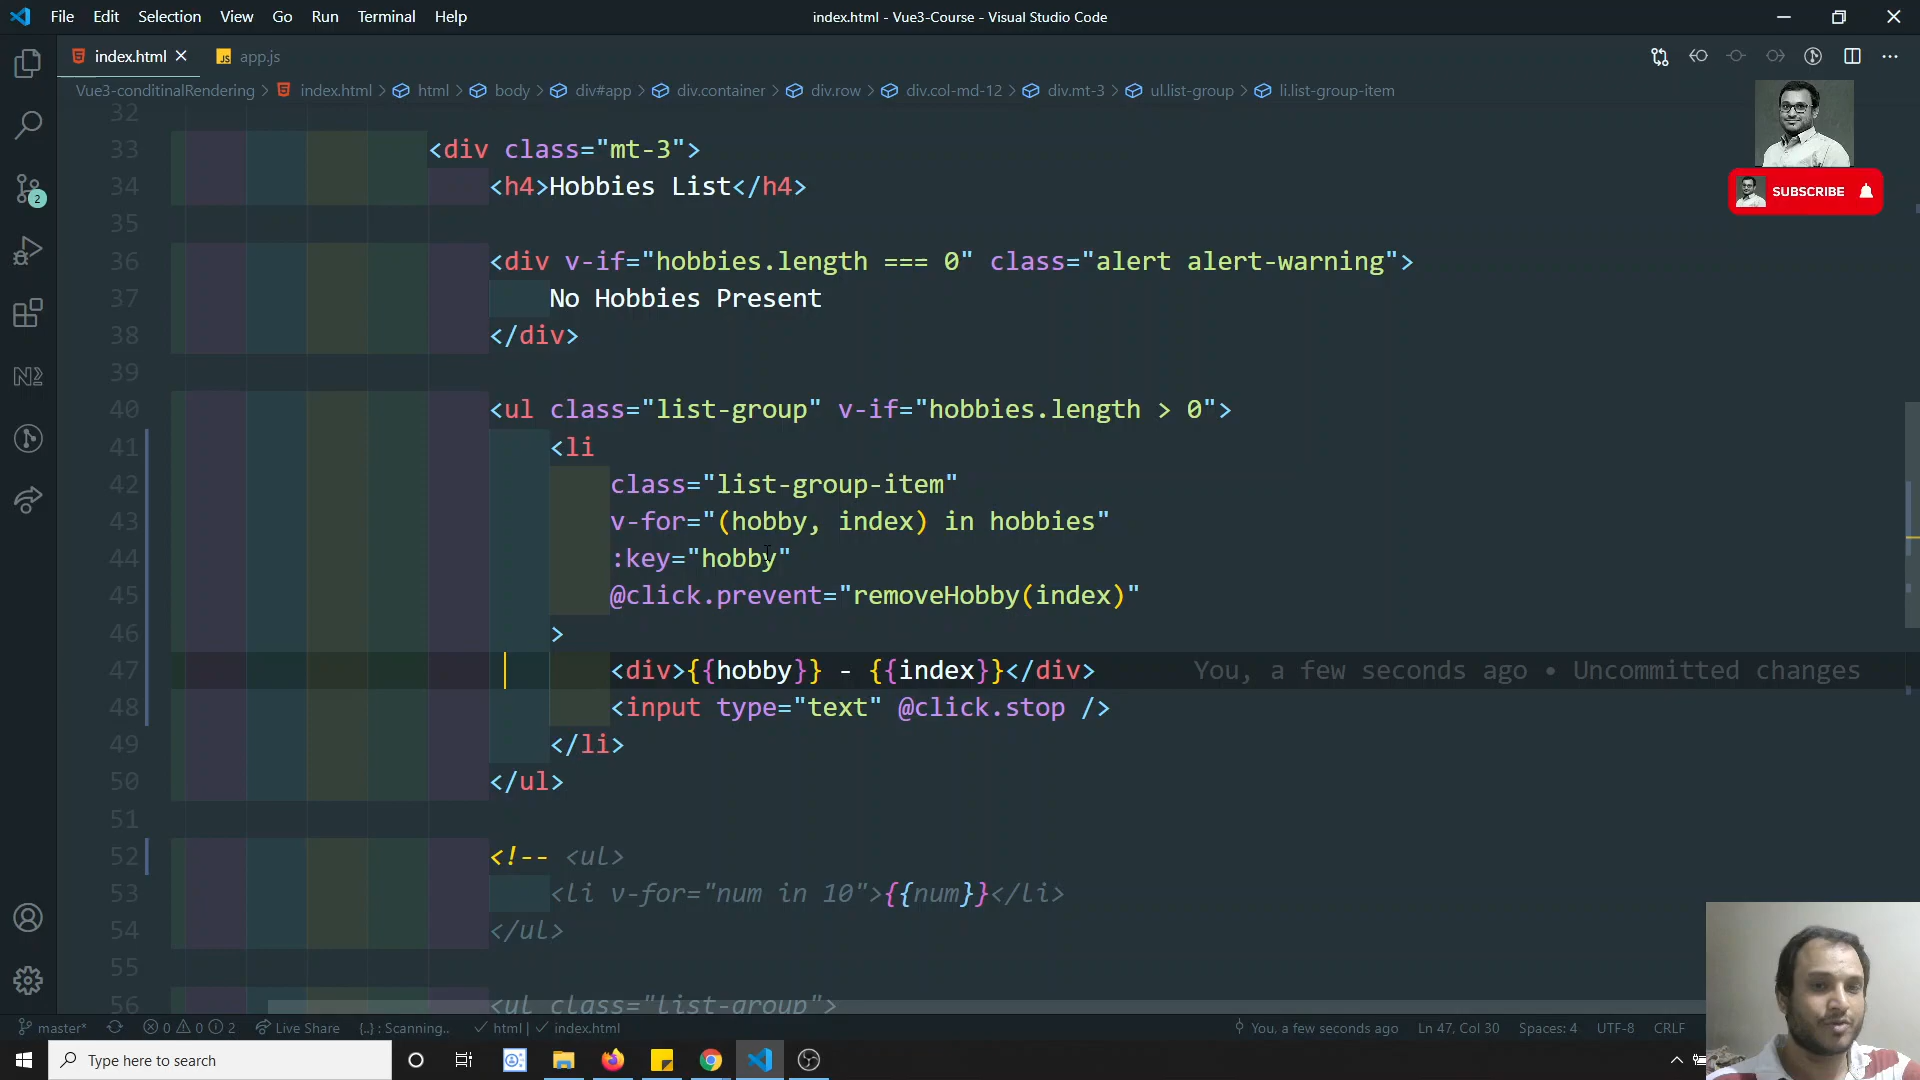 File Edit Selection View Go Run Terminal Help
index.html - Vue3-Course - Visual Studio Code
index.html
app.js
Vue3-conditinalRendering > index.html > html > body > div#app > div.container > div.row > div.col-md-12 > div.mt-3 > ul.list-group > li.list-group-item
SUBSCRIBE
2
32
33 <div class="mt-3">
34 <h4>Hobbies List</h4>
35
36 <div v-if="hobbies.length === 0" class="alert alert-warning">
37 No Hobbies Present
38 </div>
39
40 <ul class="list-group" v-if="hobbies.length > 0">
41 <li
42 class="list-group-item"
43 v-for="(hobby, index) in hobbies"
44 :key="hobby"
45 @click.prevent="removeHobby(index)"
46 >
47 <div>{{hobby}} - {{index}}</div> You, a few seconds ago • Uncommitted changes
48 <input type="text" @click.stop />
49 </li>
50 </ul>
51
52 <!-- <ul>
53 <li v-for="num in 10">{{num}}</li>
54 </ul>
55
56 <ul class="list-group">
master* 0 0 2 Live Share {..} : Scanning.. html | index.html You, a few seconds ago Ln 47, Col 30 Spaces: 4 UTF-8 CRLF
Type here to search